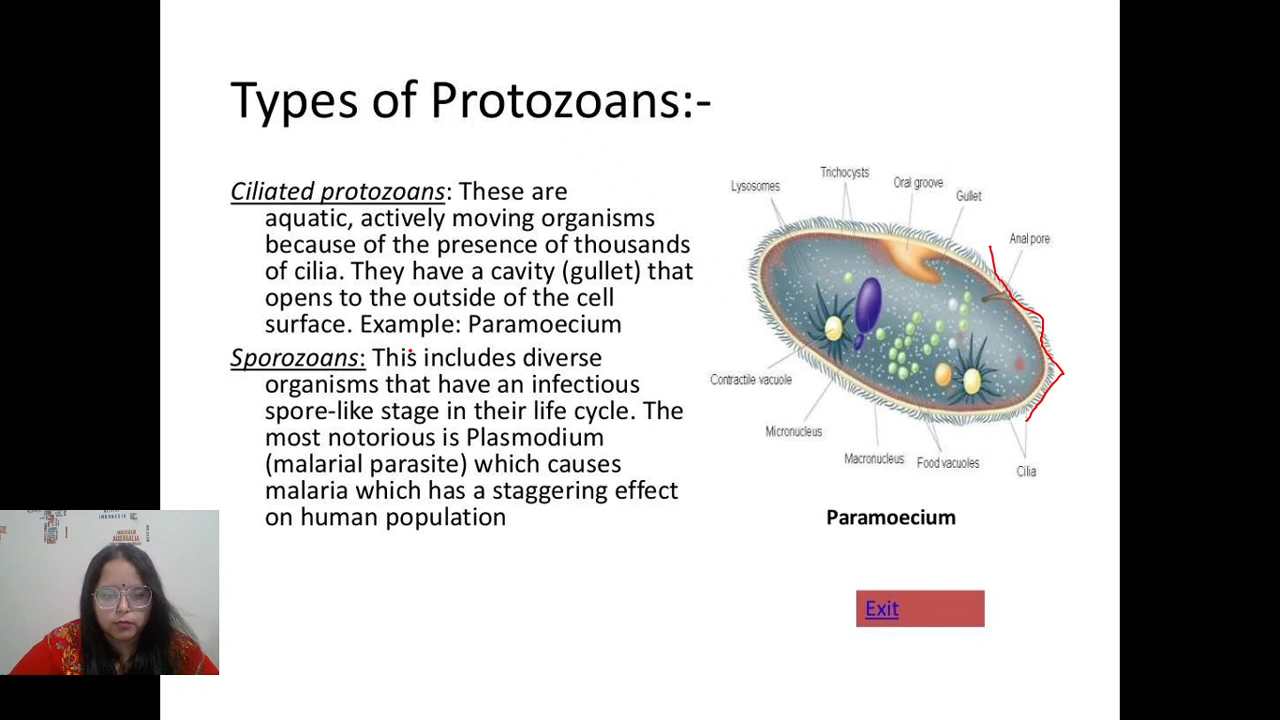 Types of Protozoans:-
Ciliated protozoans: These are
aquatic, actively moving organisms
because of the presence of thousands
of cilia. They have a cavity (gullet) that
opens to the outside of the cell
surface. Example: Paramoecium
Sporozoans: This includes diverse
organisms that have an infectious
spore-like stage in their life cycle. The
most notorious is Plasmodium
(malarial parasite) which causes
malaria which has a staggering effect
on human population
Lysosomes
Trichocysts
Oral groove
Gullet
Anal pore
Contractile vacuole
Micronucleus
Macronucleus
Food vacuoles
Cilia
Paramoecium
Exit
AUSTRALIA